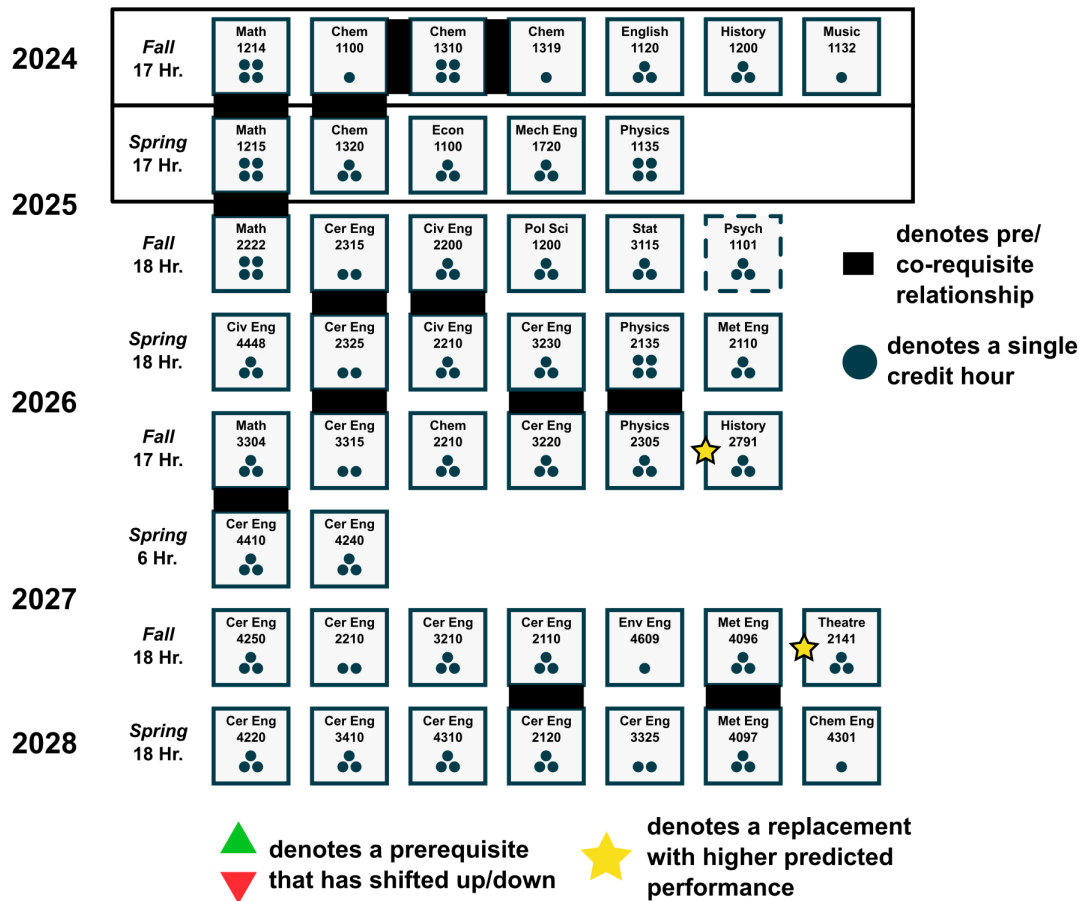 2024
Fall
17 Hr.
Math
1214
Chem
1100
Chem
1310
Chem
1319
English
1120
History
1200
Music
1132
Spring
17 Hr.
Math
1215
Chem
1320
Econ
1100
Mech Eng
1720
Physics
1135
2025
Fall
18 Hr.
Math
2222
Cer Eng
2315
Civ Eng
2200
Pol Sci
1200
Stat
3115
Psych
1101
denotes pre/
co-requisite
relationship
Spring
18 Hr.
Civ Eng
4448
Cer Eng
2325
Civ Eng
2210
Cer Eng
3230
Physics
2135
Met Eng
2110
denotes a single
credit hour
2026
Fall
17 Hr.
Math
3304
Cer Eng
3315
Chem
2210
Cer Eng
3220
Physics
2305
History
2791
Spring
6 Hr.
Cer Eng
4410
Cer Eng
4240
2027
Fall
18 Hr.
Cer Eng
4250
Cer Eng
2210
Cer Eng
3210
Cer Eng
2110
Env Eng
4609
Met Eng
4096
Theatre
2141
2028
Spring
18 Hr.
Cer Eng
4220
Cer Eng
3410
Cer Eng
4310
Cer Eng
2120
Cer Eng
3325
Met Eng
4097
Chem Eng
4301
denotes a prerequisite
that has shifted up/down
denotes a replacement
with higher predicted
performance